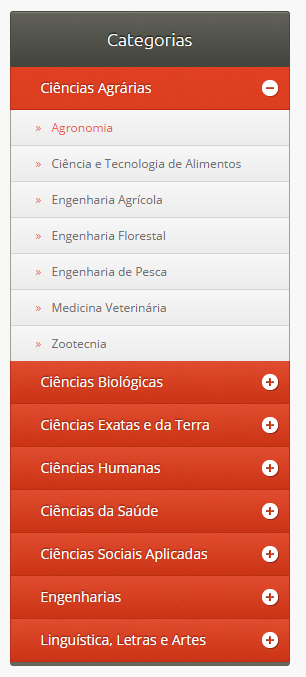 Categorias
Ciências Agrárias
» Agronomia
» Ciência e Tecnologia de Alimentos
» Engenharia Agrícola
» Engenharia Florestal
» Engenharia de Pesca
» Medicina Veterinária
» Zootecnia
Ciências Biológicas
Ciências Exatas e da Terra
Ciências Humanas
Ciências da Saúde
Ciências Sociais Aplicadas
Engenharias
Linguística, Letras e Artes